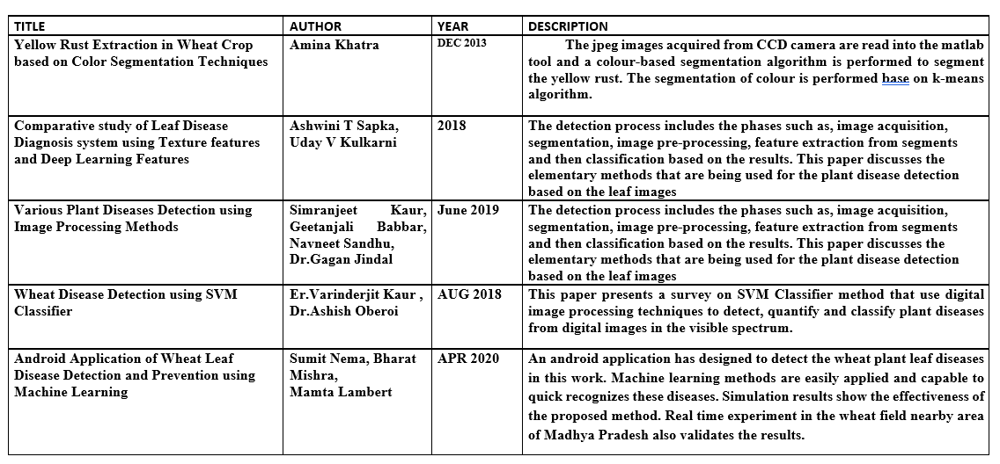 TITLE AUTHOR YEAR DESCRIPTION
Yellow Rust Extraction in Wheat Crop
based on Color Segmentation Techniques
Amina Khatra
DEC 2013
The jpeg images acquired from CCD camera are read into the matlab
tool and a colour-based segmentation algorithm is performed to segment
the yellow rust. The segmentation of colour is performed base on k-means
algorithm.
Comparative study of Leaf Disease
Diagnosis system using Texture features
and Deep Learning Features
Ashwini T Sapka,
Uday V Kulkarni
2018
The detection process includes the phases such as, image acquisition,
segmentation, image pre-processing, feature extraction from segments
and then classification based on the results. This paper discusses the
elementary methods that are being used for the plant disease detection
based on the leaf images
Various Plant Diseases Detection using
Image Processing Methods
Simranjeet Kaur,
Geetanjali Babbar,
Navneet Sandhu,
Dr.Gagan Jindal
June 2019
The detection process includes the phases such as, image acquisition,
segmentation, image pre-processing, feature extraction from segments
and then classification based on the results. This paper discusses the
elementary methods that are being used for the plant disease detection
based on the leaf images
Wheat Disease Detection using SVM
Classifier
Er.Varinderjit Kaur ,
Dr.Ashish Oberoi
AUG 2018
This paper presents a survey on SVM Classifier method that use digital
image processing techniques to detect, quantify and classify plant diseases
from digital images in the visible spectrum.
Android Application of Wheat Leaf
Disease Detection and Prevention using
Machine Learning
Sumit Nema, Bharat
Mishra,
Mamta Lambert
APR 2020
An android application has designed to detect the wheat plant leaf diseases
in this work. Machine learning methods are easily applied and capable to
quick recognizes these diseases. Simulation results show the effectiveness of
the proposed method. Real time experiment in the wheat field nearby area
of Madhya Pradesh also validates the results.